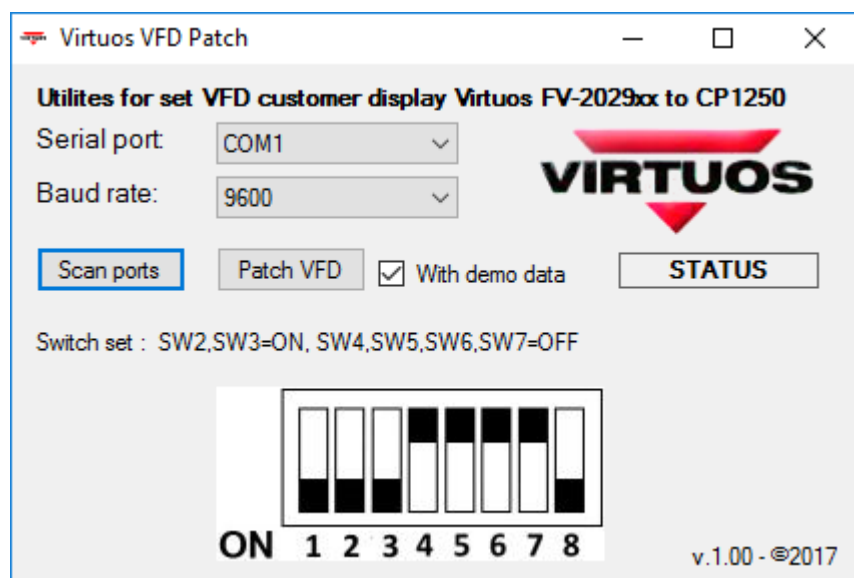 Virtuos VFD Patch
Utilites for set VFD customer display Virtuos FV-2029xx to CP1250
Serial port: COM1
VIRTUOS
Baud rate: 9600
Scan ports Patch VFD With demo data STATUS
Switch set : SW2,SW3=ON, SW4,SW5,SW6,SW7=OFF
ON 1 2 3 4 5 6 7 8
v.1.00 - ©2017